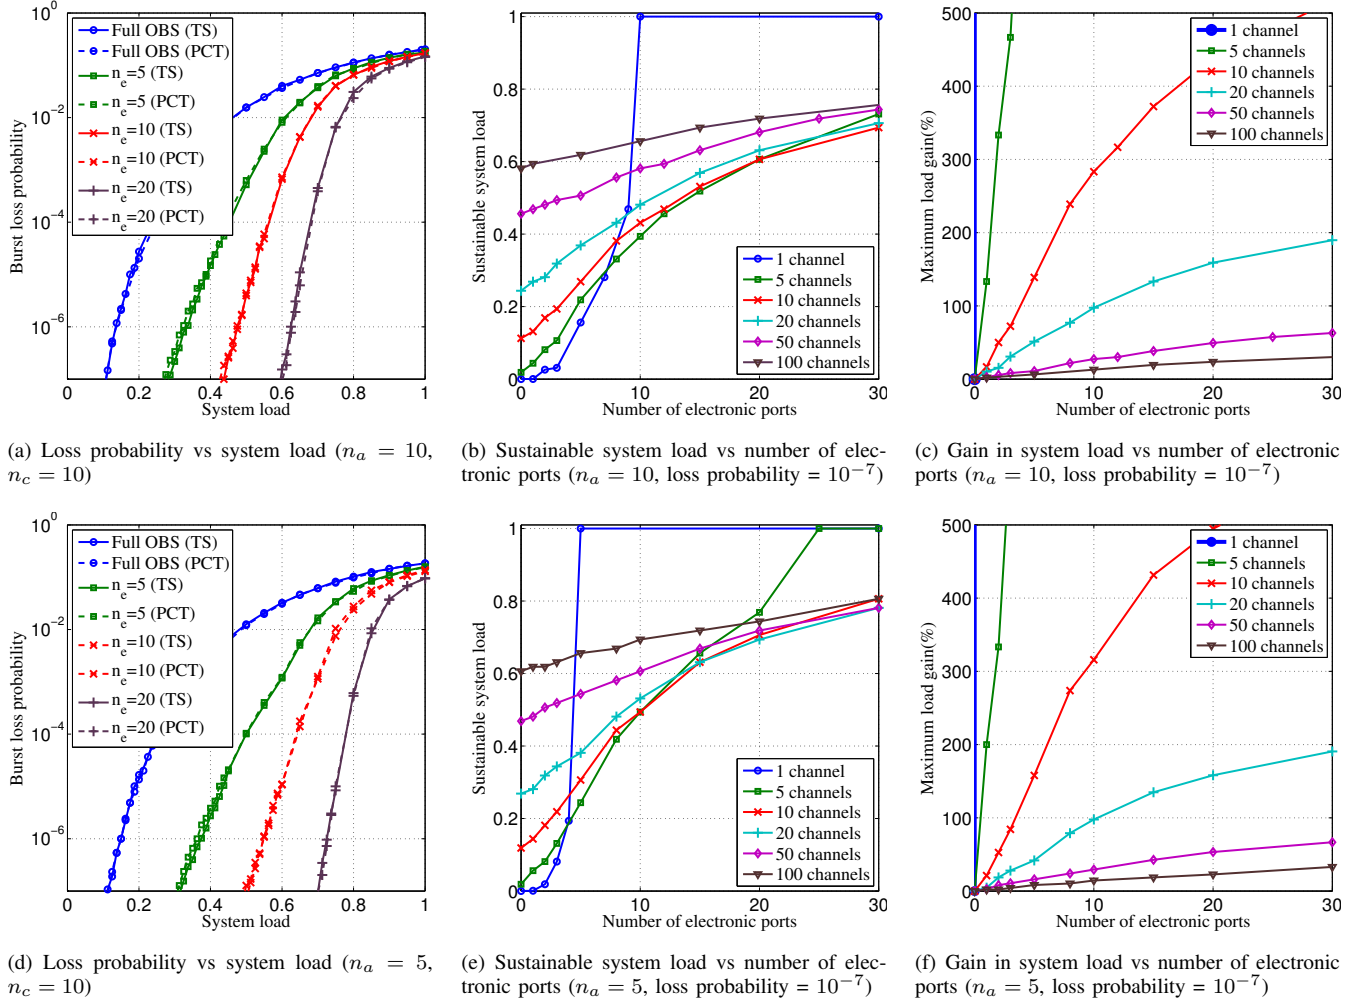 10^0
10^-2
10^-4
10^-6
Burst loss probability
Full OBS (TS)
Full OBS (PCT)
n_e=5 (TS)
n_e=5 (PCT)
n_e=10 (TS)
n_e=10 (PCT)
n_e=20 (TS)
n_e=20 (PCT)
0 0.2 0.4 0.6 0.8 1
System load
(a) Loss probability vs system load (n_a = 10,
n_c = 10)
1
0.8
0.6
0.4
0.2
0
Sustainable system load
1 channel
5 channels
10 channels
20 channels
50 channels
100 channels
0 10 20 30
Number of electronic ports
(b) Sustainable system load vs number of elec-
tronic ports (n_a = 10, loss probability = 10^-7)
500
400
300
200
100
0
Maximum load gain(%)
1 channel
5 channels
10 channels
20 channels
50 channels
100 channels
0 10 20 30
Number of electronic ports
(c) Gain in system load vs number of electronic
ports (n_a = 10, loss probability = 10^-7)
10^0
10^-2
10^-4
10^-6
Burst loss probability
Full OBS (TS)
Full OBS (PCT)
n_e=5 (TS)
n_e=5 (PCT)
n_e=10 (TS)
n_e=10 (PCT)
n_e=20 (TS)
n_e=20 (PCT)
0 0.2 0.4 0.6 0.8 1
System load
(d) Loss probability vs system load (n_a = 5,
n_c = 10)
1
0.8
0.6
0.4
0.2
0
Sustainable system load
1 channel
5 channels
10 channels
20 channels
50 channels
100 channels
0 10 20 30
Number of electronic ports
(e) Sustainable system load vs number of elec-
tronic ports (n_a = 5, loss probability = 10^-7)
500
400
300
200
100
0
Maximum load gain(%)
1 channel
5 channels
10 channels
20 channels
50 channels
100 channels
0 10 20 30
Number of electronic ports
(f) Gain in system load vs number of electronic
ports (n_a = 5, loss probability = 10^-7)